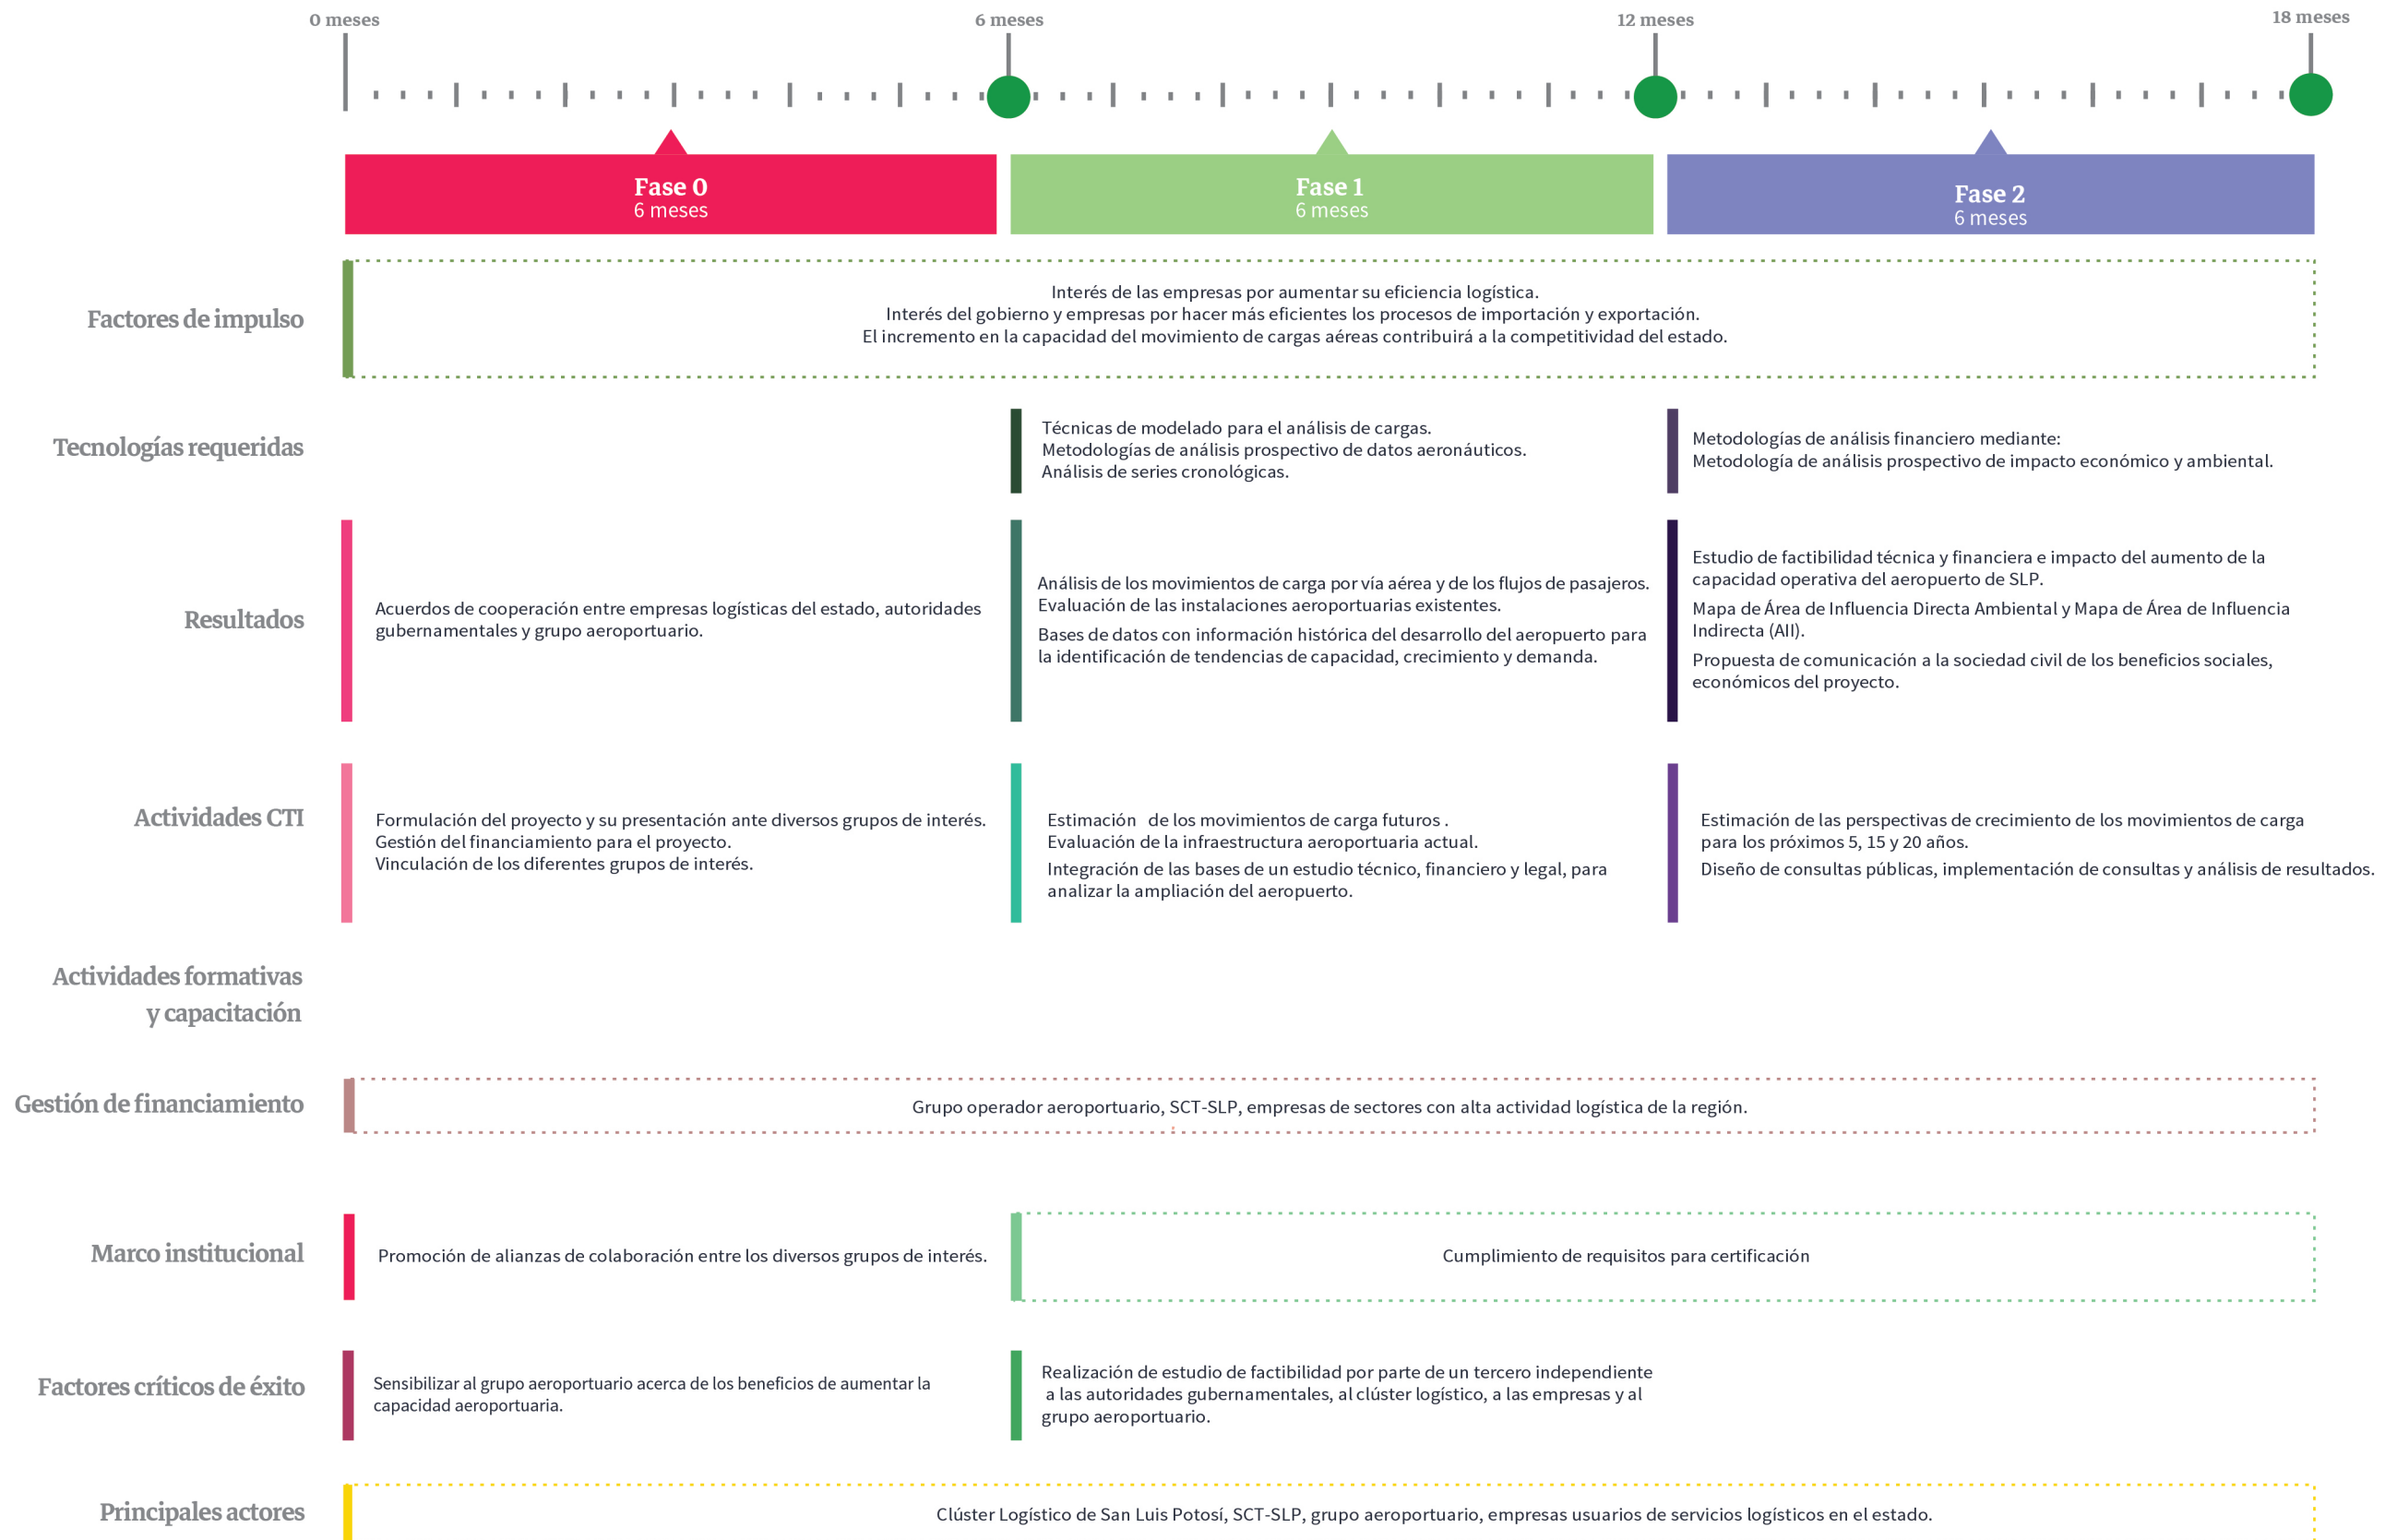 0 meses
6 meses
12 meses
18 meses
Fase 0
6 meses
Fase 1
6 meses
Fase 2
6 meses
Factores de impulso
Interés de las empresas por aumentar su eficiencia logística.
Interés del gobierno y empresas por hacer más eficientes los procesos de importación y exportación.
El incremento en la capacidad del movimiento de cargas aéreas contribuirá a la competitividad del estado.
Tecnologías requeridas
Técnicas de modelado para el análisis de cargas.
Metodologías de análisis prospectivo de datos aeronáuticos.
Análisis de series cronológicas.
Metodologías de análisis financiero mediante:
Metodología de análisis prospectivo de impacto económico y ambiental.
Resultados
Acuerdos de cooperación entre empresas logísticas del estado, autoridades
gubernamentales y grupo aeroportuario.
Análisis de los movimientos de carga por vía aérea y de los flujos de pasajeros.
Evaluación de las instalaciones aeroportuarias existentes.
Bases de datos con información histórica del desarrollo del aeropuerto para
la identificación de tendencias de capacidad, crecimiento y demanda.
Estudio de factibilidad técnica y financiera e impacto del aumento de la
capacidad operativa del aeropuerto de SLP.
Mapa de Área de Influencia Directa Ambiental y Mapa de Área de Influencia
Indirecta (AII).
Propuesta de comunicación a la sociedad civil de los beneficios sociales,
económicos del proyecto.
Actividades CTI
Formulación del proyecto y su presentación ante diversos grupos de interés.
Gestión del financiamiento para el proyecto.
Vinculación de los diferentes grupos de interés.
Estimación de los movimientos de carga futuros .
Evaluación de la infraestructura aeroportuaria actual.
Integración de las bases de un estudio técnico, financiero y legal, para
analizar la ampliación del aeropuerto.
Estimación de las perspectivas de crecimiento de los movimientos de carga
para los próximos 5, 15 y 20 años.
Diseño de consultas públicas, implementación de consultas y análisis de resultados.
Actividades formativas
y capacitación
Gestión de financiamiento
Grupo operador aeroportuario, SCT-SLP, empresas de sectores con alta actividad logística de la región.
Marco institucional
Promoción de alianzas de colaboración entre los diversos grupos de interés.
Cumplimiento de requisitos para certificación
Factores críticos de éxito
Sensibilizar al grupo aeroportuario acerca de los beneficios de aumentar la
capacidad aeroportuaria.
Realización de estudio de factibilidad por parte de un tercero independiente
a las autoridades gubernamentales, al clúster logístico, a las empresas y al
grupo aeroportuario.
Principales actores
Clúster Logístico de San Luis Potosí, SCT-SLP, grupo aeroportuario, empresas usuarios de servicios logísticos en el estado.